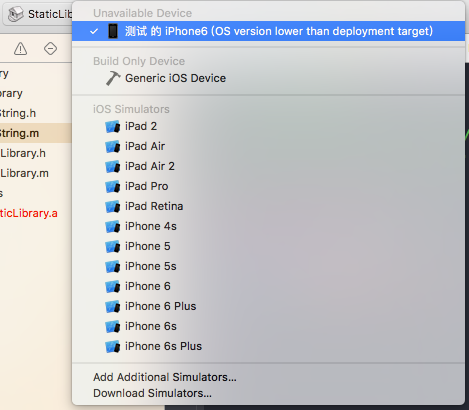 StaticLib
Unavailable Device
✓ 测试 的 iPhone6 (OS version lower than deployment target)
Build Only Device
Generic iOS Device
iOS Simulators
iPad 2
iPad Air
iPad Air 2
iPad Pro
iPad Retina
iPhone 4s
iPhone 5
iPhone 5s
iPhone 6
iPhone 6 Plus
iPhone 6s
iPhone 6s Plus
Add Additional Simulators...
Download Simulators...
ry
brary
String.h
String.m
Library.h
Library.m
s
ticLibrary.a